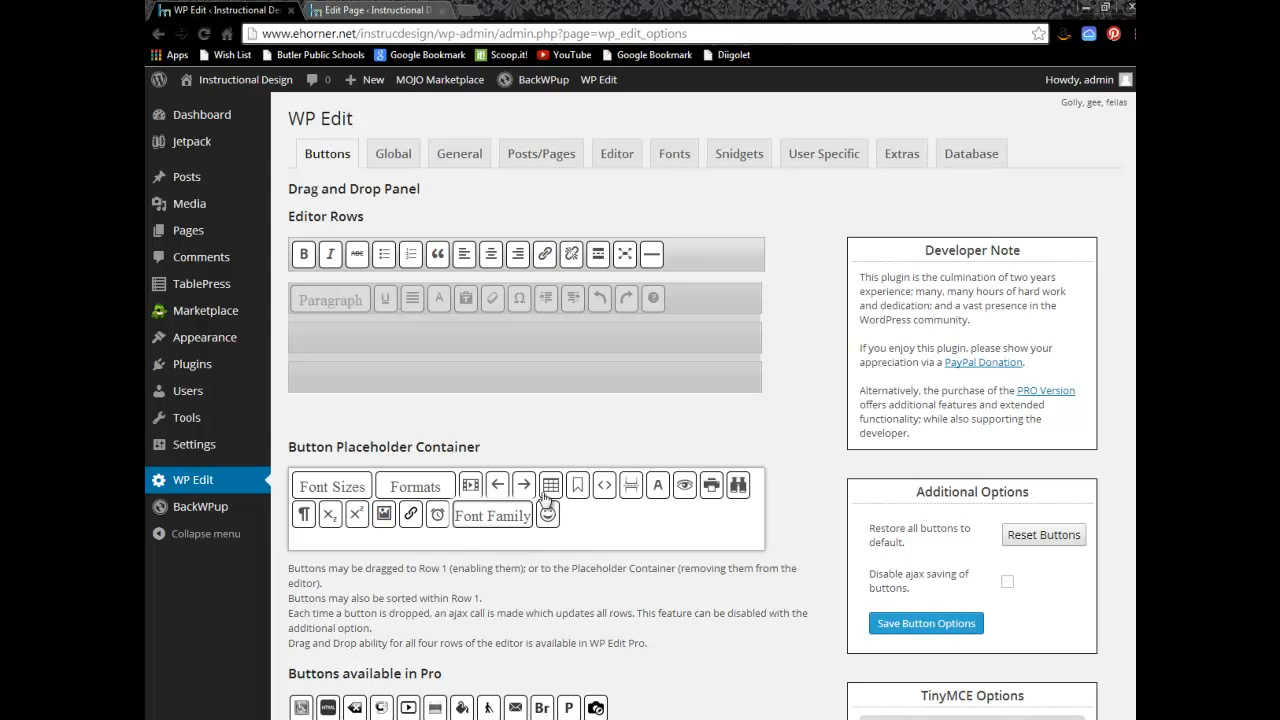 WP Edit ‹ Instructional De
Edit Page ‹ Instructional D
www.ehorner.net/instrucdesign/wp-admin/admin.php?page=wp_edit_options
Apps Wish List Butler Public Schools Google Bookmark Scoop.it! YouTube Google Bookmark Diigolet
Instructional Design 0 New MOJO Marketplace BackWPup WP Edit Howdy, admin
Golly, gee, fellas
Dashboard
Jetpack
Posts
Media
Pages
Comments
TablePress
Marketplace
Appearance
Plugins
Users
Tools
Settings
WP Edit
BackWPup
Collapse menu
WP Edit
Buttons Global General Posts/Pages Editor Fonts Snidgets User Specific Extras Database
Drag and Drop Panel
Editor Rows
B I ABC
Paragraph U A Ω
Button Placeholder Container
Font Sizes Formats A
¶ X2 X2 Font Family
Buttons may be dragged to Row 1 (enabling them); or to the Placeholder Container (removing them from the
editor).
Buttons may also be sorted within Row 1.
Each time a button is dropped, an ajax call is made which updates all rows. This feature can be disabled with the
additional option.
Drag and Drop ability for all four rows of the editor is available in WP Edit Pro.
Buttons available in Pro
HTML Br P
Developer Note
This plugin is the culmination of two years
experience; many, many hours of hard work
and dedication; and a vast presence in the
WordPress community.
If you enjoy this plugin, please show your
appreciation via a PayPal Donation.
Alternatively, the purchase of the PRO Version
offers additional features and extended
functionality; while also supporting the
developer.
Additional Options
Restore all buttons to
default.
Reset Buttons
Disable ajax saving of
buttons.
Save Button Options
TinyMCE Options